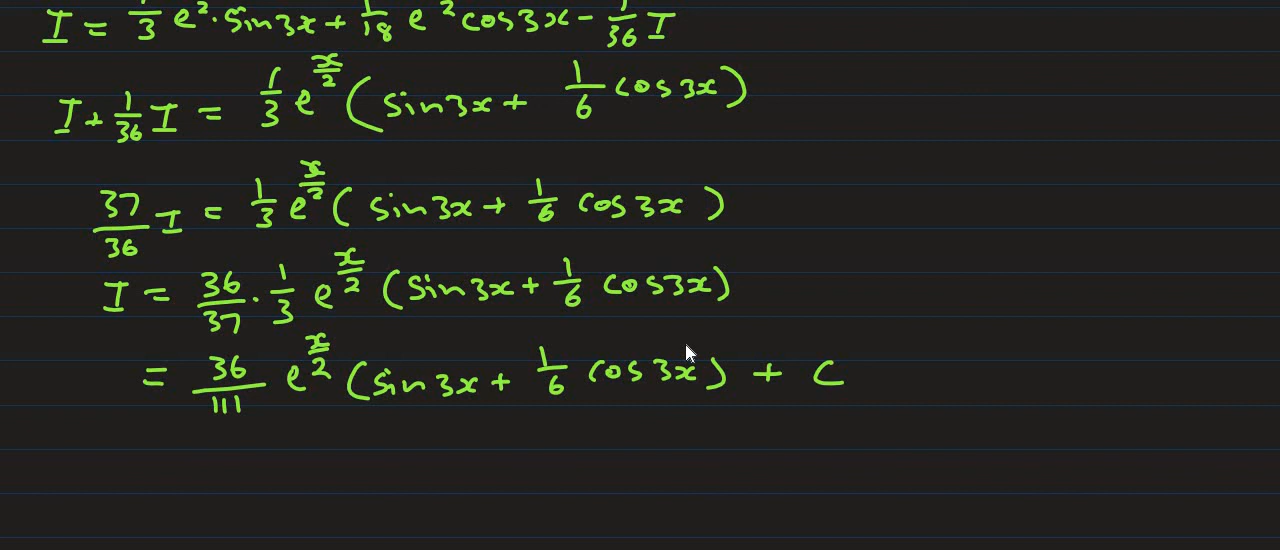 I = 1/3 e^2 · sin3x + 1/18 e^2 cos3x - 1/36 I
I + 1/36 I = 1/3 e^(x/2) (sin3x + 1/6 cos3x)
37/36 I = 1/3 e^(x/2) (sin3x + 1/6 cos3x)
I = 36/37 · 1/3 e^(x/2) (sin3x + 1/6 cos3x)
= 36/111 e^(x/2) (sin3x + 1/6 cos3x) + C